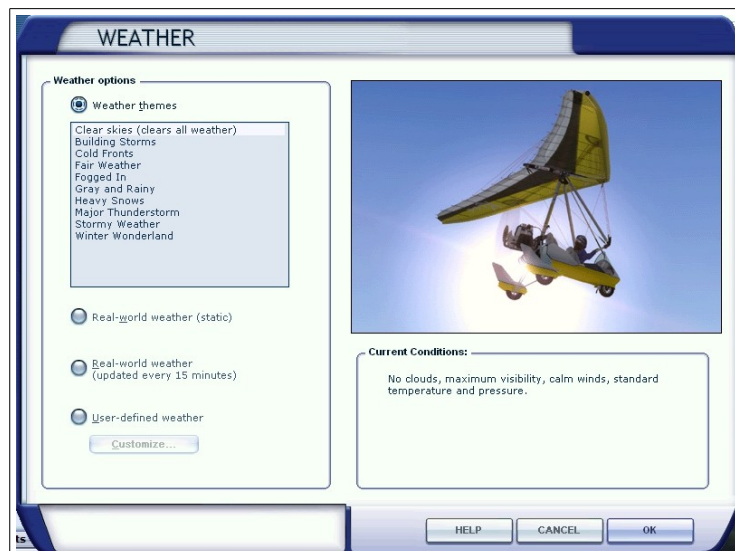 WEATHER
Weather options
Weather themes
Clear skies (clears all weather)
Building Storms
Cold Fronts
Fair Weather
Fogged In
Gray and Rainy
Heavy Snows
Major Thunderstorm
Stormy Weather
Winter Wonderland
Real-world weather (static)
Real-world weather
(updated every 15 minutes)
User-defined weather
Customize...
Current Conditions:
No clouds, maximum visibility, calm winds, standard
temperature and pressure.
ts
HELP
CANCEL
OK